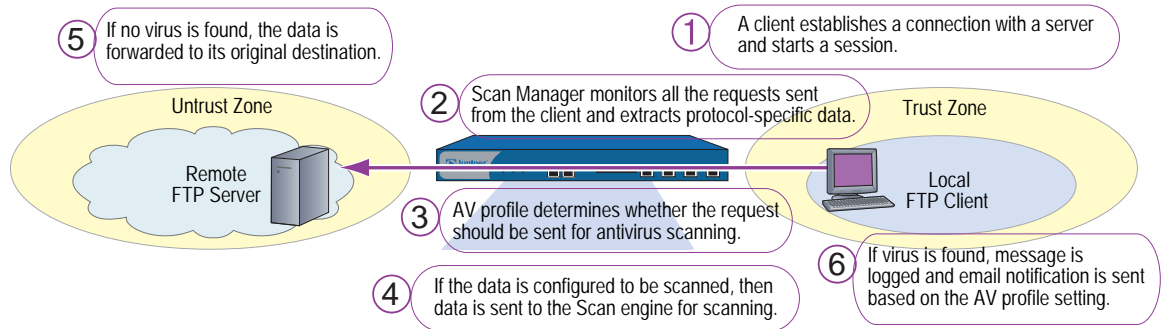 1
A client establishes a connection with a server
and starts a session.
5
If no virus is found, the data is
forwarded to its original destination.
Untrust Zone
2
Scan Manager monitors all the requests sent
from the client and extracts protocol-specific data.
Trust Zone
Remote
FTP Server
Juniper
Local
FTP Client
3
AV profile determines whether the request
should be sent for antivirus scanning.
4
If the data is configured to be scanned, then
data is sent to the Scan engine for scanning.
6
If virus is found, message is
logged and email notification is sent
based on the AV profile setting.